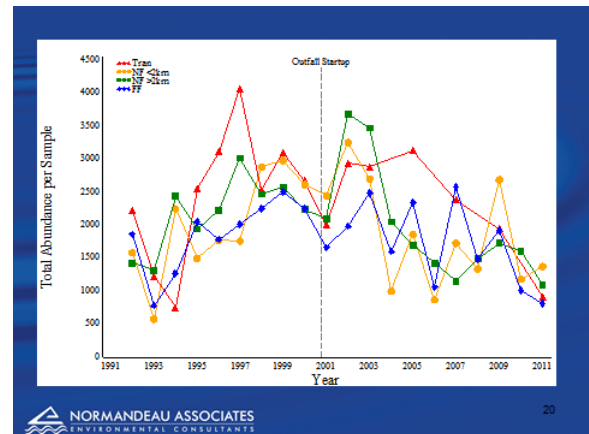 4500
4000
3500
3000
2500
2000
1500
1000
500
0
Total Abundance per Sample
Tran
NF <2km
NF >2km
FF
Outfall Startup
1991 1993 1995 1997 1999 2001 2003 2005 2007 2009 2011
Year
NORMANDEAU ASSOCIATES
ENVIRONMENTAL CONSULTANTS
20